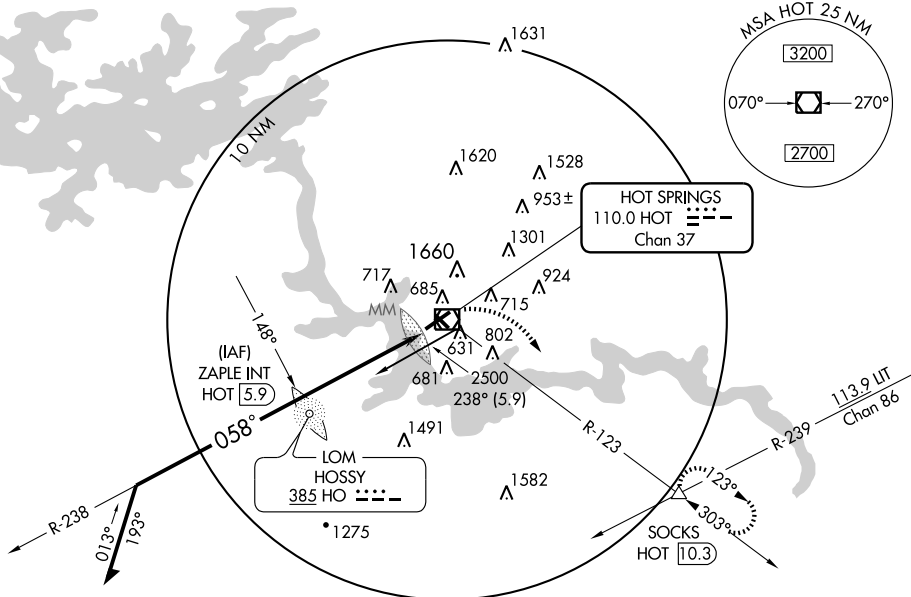 1631
MSA HOT 25 NM
3200
070°
270°
2700
10 NM
1620
1528
953±
HOT SPRINGS
110.0 HOT
Chan 37
1301
1660
717
685
924
715
MM
148°
(IAF)
ZAPLE INT
HOT 5.9
631
802
681
2500
238° (5.9)
113.9 LIT
Chan 86
058°
R-123
R-239
1491
LOM
HOSSY
385 HO
1582
123°
303°
R-238
013°
193°
1275
SOCKS
HOT 10.3